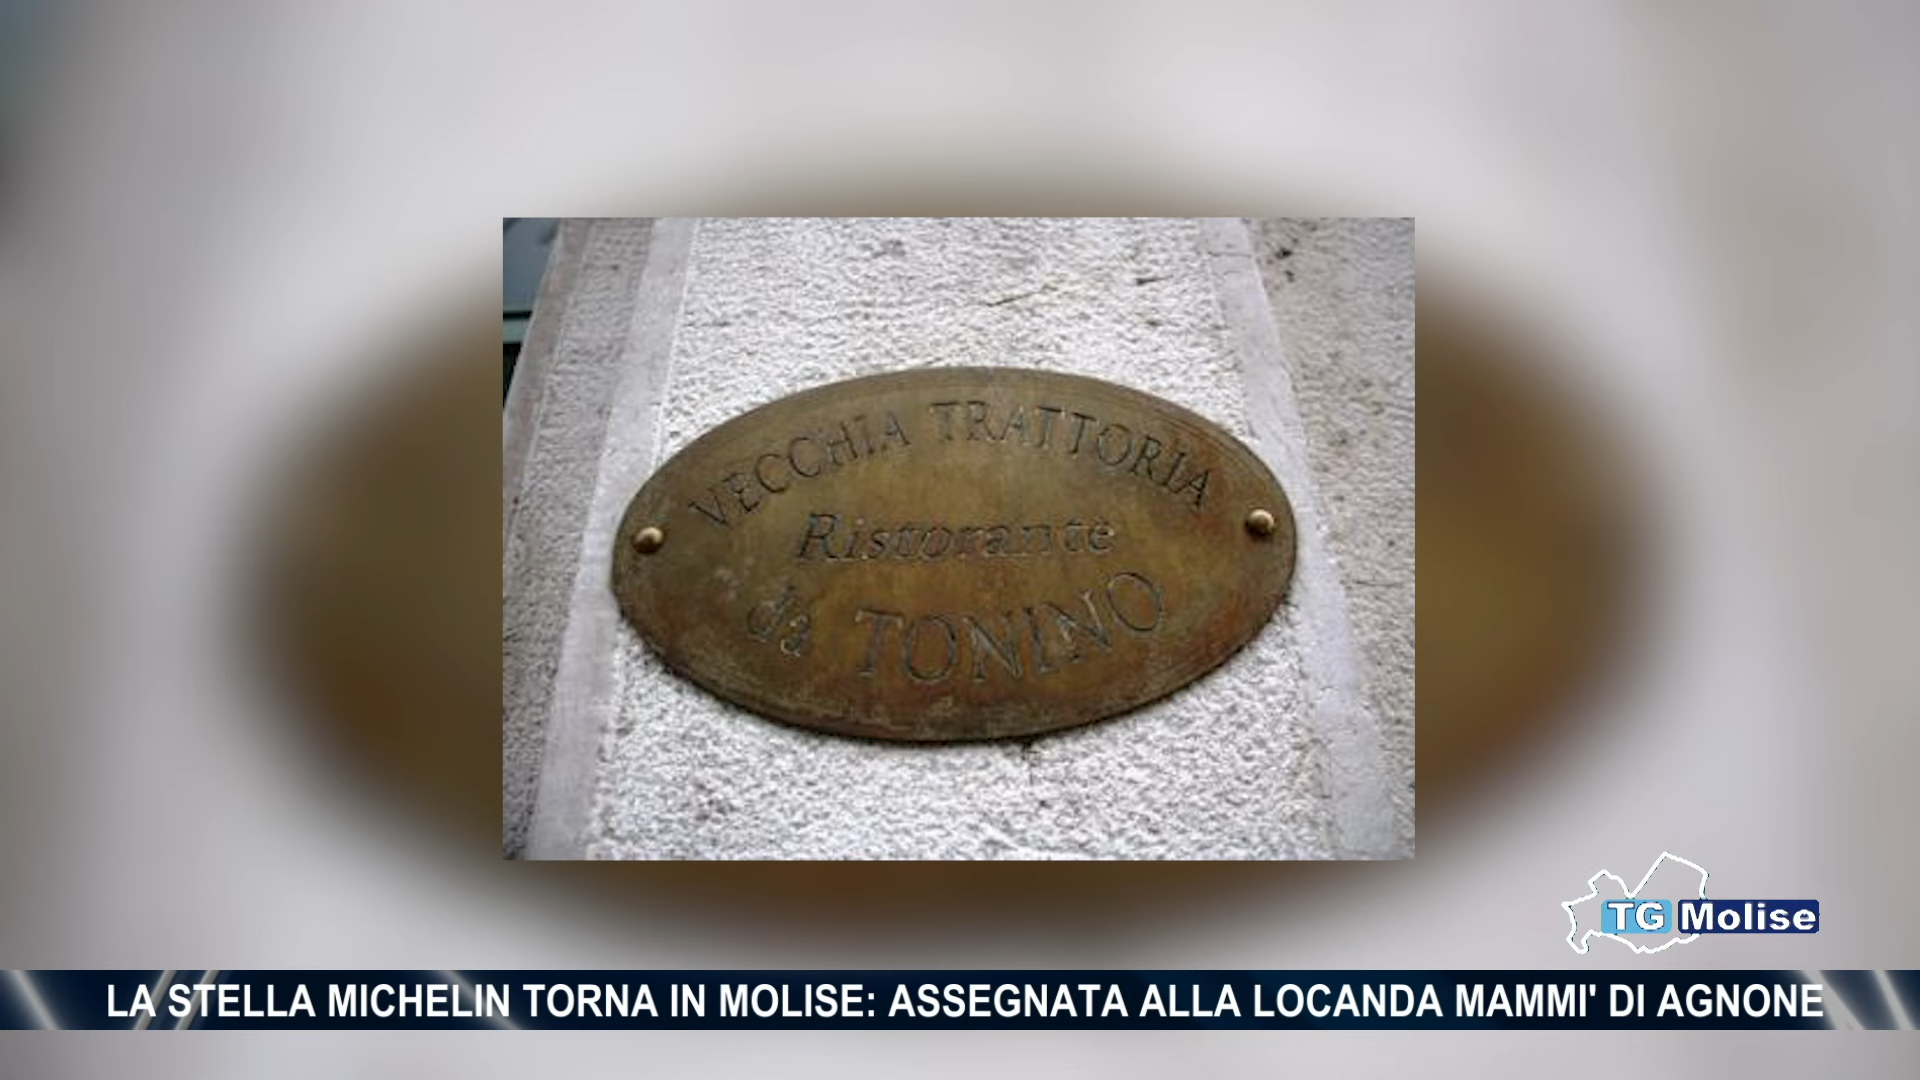 VECCHIA TRATTORIA
Ristorante
da TONINO
TG Molise
LA STELLA MICHELIN TORNA IN MOLISE: ASSEGNATA ALLA LOCANDA MAMMI' DI AGNONE